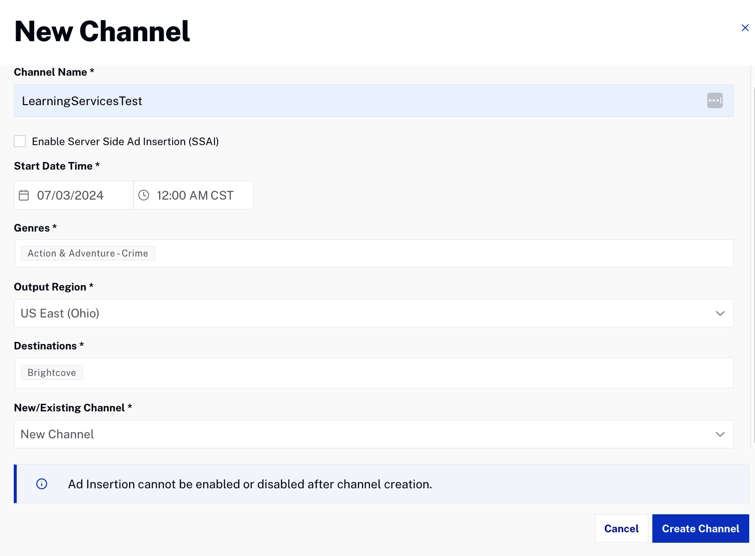 New Channel
Channel Name *
LearningServicesTest
Enable Server Side Ad Insertion (SSAI)
Start Date Time *
07/03/2024 12:00 AM CST
Genres *
Action & Adventure - Crime
Output Region *
US East (Ohio)
Destinations *
Brightcove
New/Existing Channel *
New Channel
Ad Insertion cannot be enabled or disabled after channel creation.
Cancel Create Channel